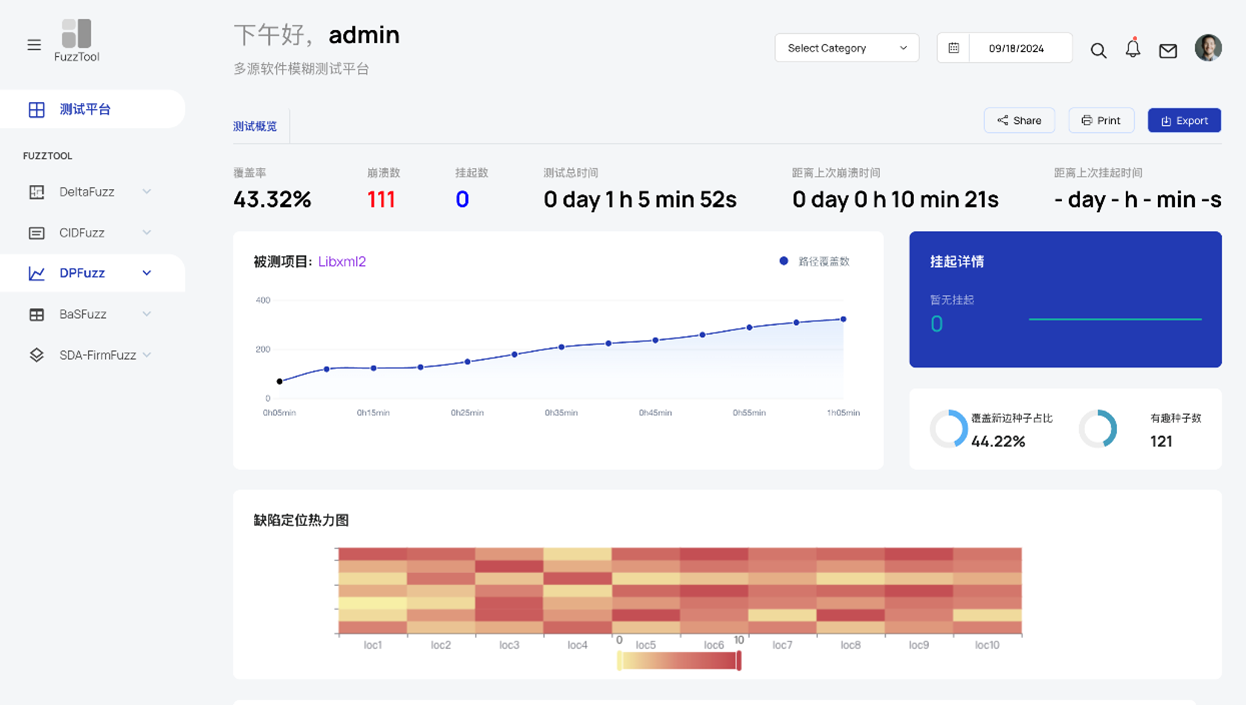 FuzzTool
下午好，admin
多源软件模糊测试平台
Select Category
09/18/2024
测试平台
FUZZTOOL
DeltaFuzz
CIDFuzz
DPFuzz
BaSFuzz
SDA-FirmFuzz
测试概览
Share
Print
Export
覆盖率
43.32%
崩溃数
111
挂起数
0
测试总时间
0 day 1 h 5 min 52s
距离上次崩溃时间
0 day 0 h 10 min 21s
距离上次挂起时间
- day - h - min -s
被测项目: Libxml2
路径覆盖数
400
200
0
0h05min 0h15min 0h25min 0h35min 0h45min 0h55min 1h05min
挂起详情
暂无挂起
0
覆盖新边种子占比
44.22%
有趣种子数
121
缺陷定位热力图
loc1 loc2 loc3 loc4 loc5 loc6 loc7 loc8 loc9 loc10
0 10